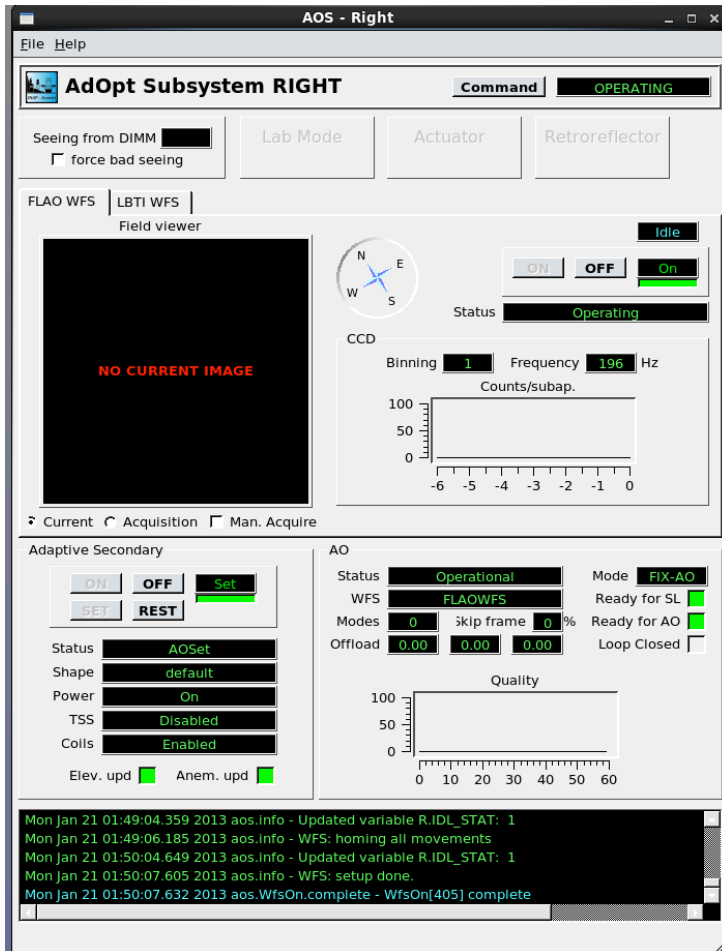 AOS - Right
File Help
AdOpt Subsystem RIGHT Command OPERATING
Seeing from DIMM
force bad seeing
Lab Mode Actuator Retroreflector
FLAO WFS LBTI WFS
Field viewer
NO CURRENT IMAGE
Current Acquisition Man. Acquire
N E W S
Idle
ON OFF On
Status Operating
CCD
Binning 1 Frequency 196 Hz
Counts/subap.
100
50
0
-6 -5 -4 -3 -2 -1 0
Adaptive Secondary
ON OFF Set
SET REST
Status AOSet
Shape default
Power On
TSS Disabled
Coils Enabled
Elev. upd Anem. upd
AO
Status Operational Mode FIX-AO
WFS FLAOWFS Ready for SL
Modes 0 Skip frame 0 % Ready for AO
Offload 0.00 0.00 0.00 Loop Closed
Quality
100
50
0
0 10 20 30 40 50 60
Mon Jan 21 01:49:04.359 2013 aos.info - Updated variable R.IDL_STAT: 1
Mon Jan 21 01:49:06.185 2013 aos.info - WFS: homing all movements
Mon Jan 21 01:50:04.649 2013 aos.info - Updated variable R.IDL_STAT: 1
Mon Jan 21 01:50:07.605 2013 aos.info - WFS: setup done.
Mon Jan 21 01:50:07.632 2013 aos.WfsOn.complete - WfsOn[405] complete